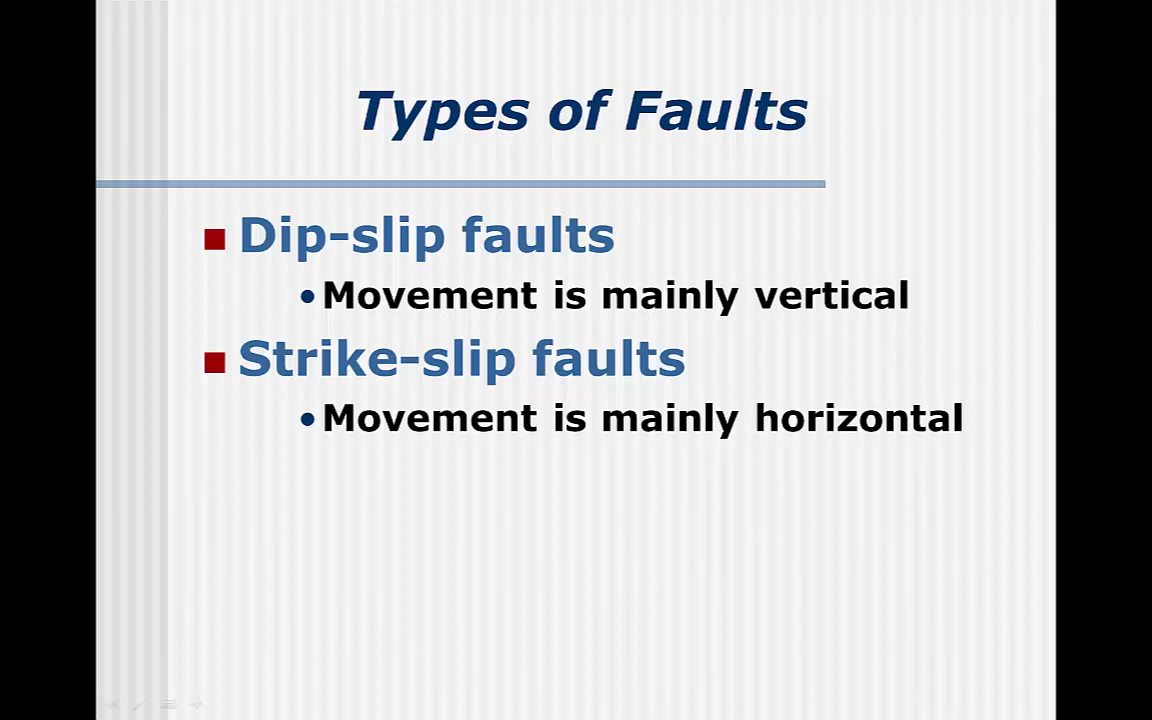 Types of Faults
Dip-slip faults
•Movement is mainly vertical
Strike-slip faults
•Movement is mainly horizontal